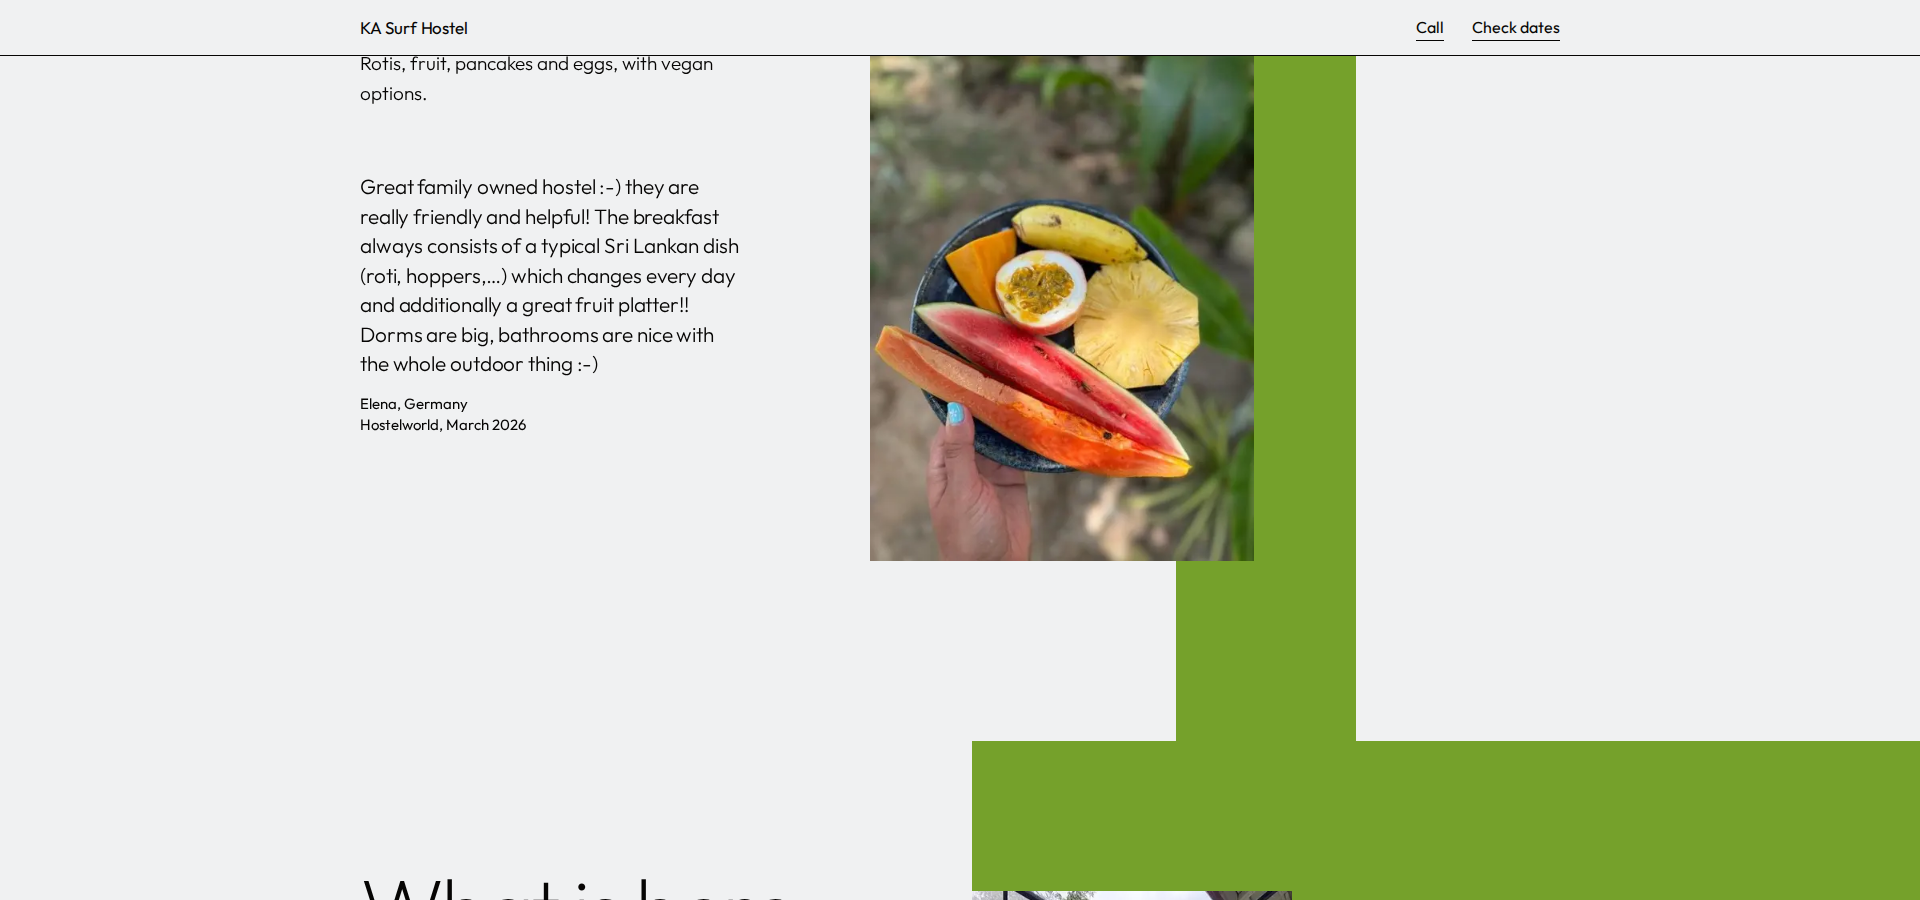 KA Surf Hostel
Call
Check dates
Rotis, fruit, pancakes and eggs, with vegan
options.
Great family owned hostel :-) they are
really friendly and helpful! The breakfast
always consists of a typical Sri Lankan dish
(roti, hoppers,...) which changes every day
and additionally a great fruit platter!!
Dorms are big, bathrooms are nice with
the whole outdoor thing :-)
Elena, Germany
Hostelworld, March 2026
What is here